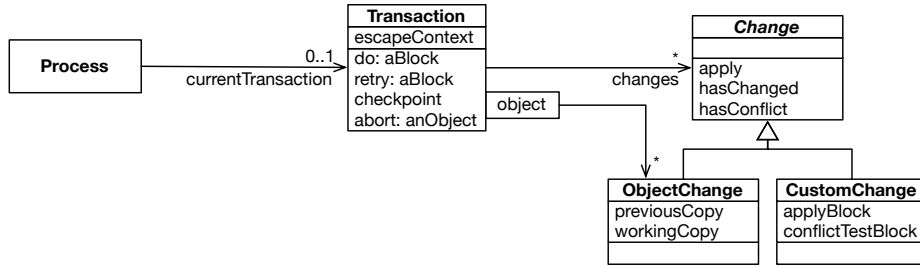 Process
0..1
currentTransaction
Transaction
escapeContext
do: aBlock
retry: aBlock
checkpoint
abort: anObject
object
*
changes
*
Change
apply
hasChanged
hasConflict
ObjectChange
previousCopy
workingCopy
CustomChange
applyBlock
conflictTestBlock